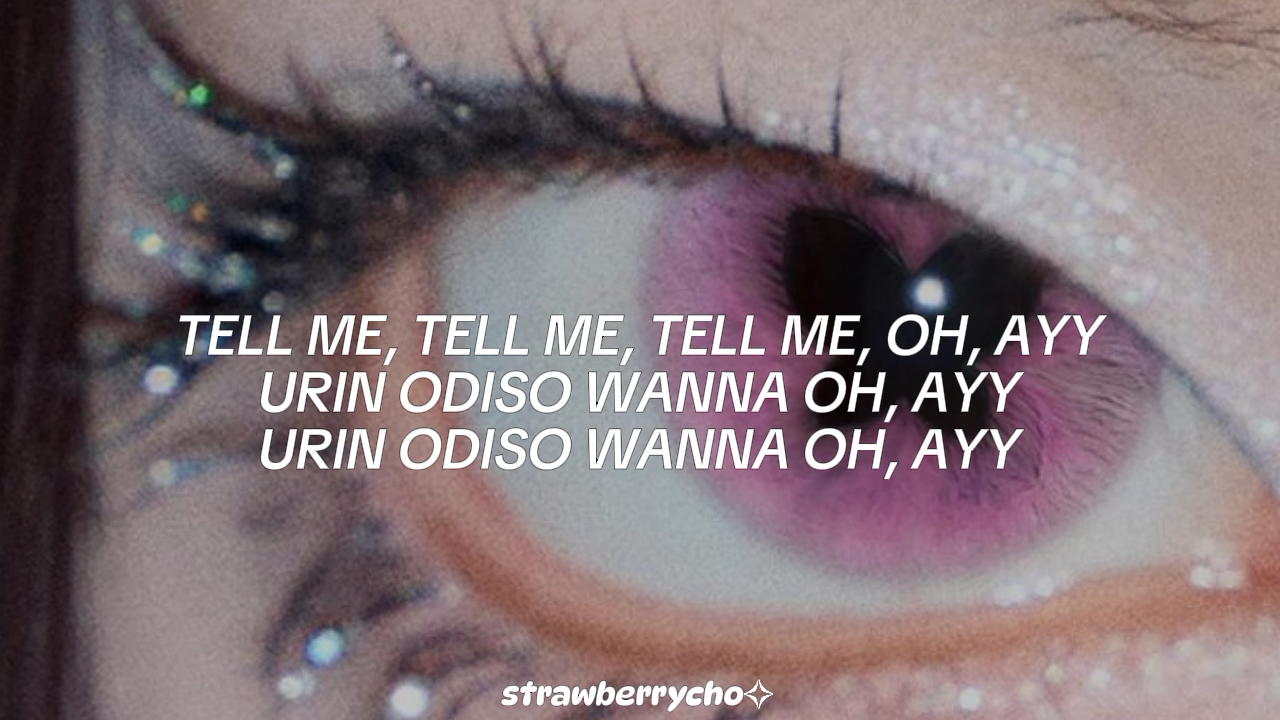 TELL ME, TELL ME, TELL ME, OH, AYY
URIN ODISO WANNA OH, AYY
URIN ODISO WANNA OH, AYY
strawberrycho✧